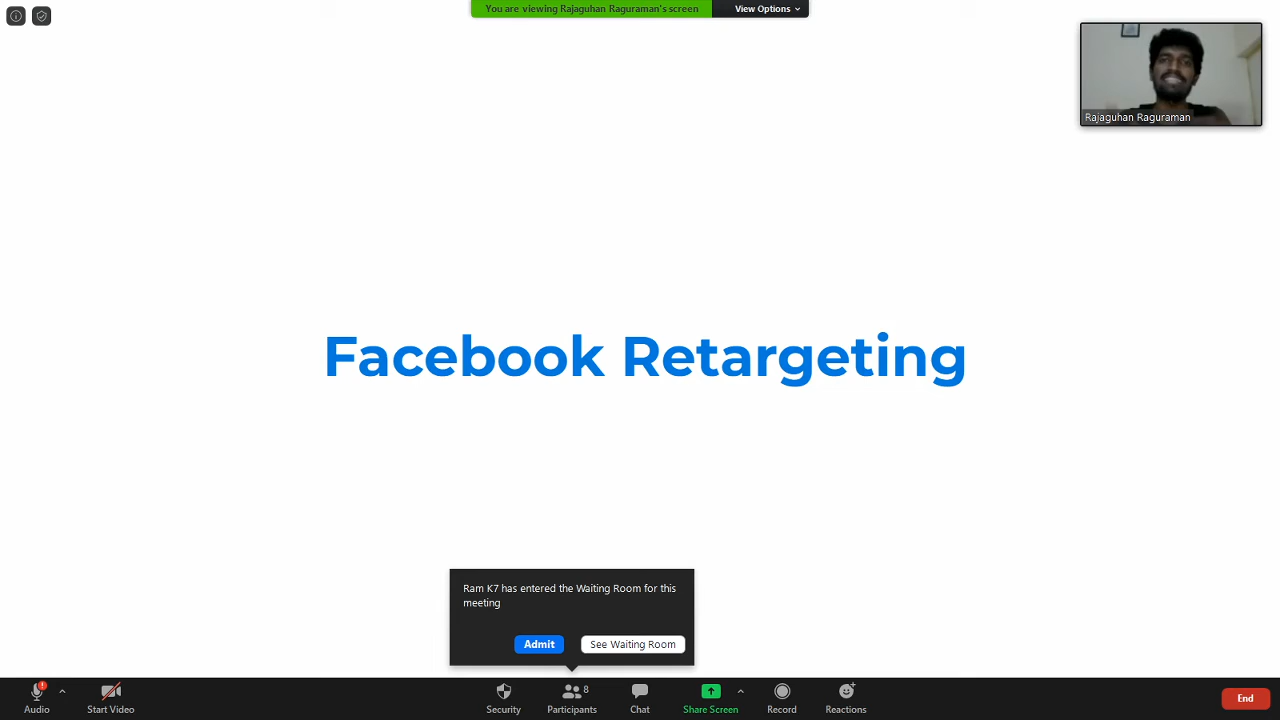 You are viewing Rajaguhan Raguraman's screen
View Options
Rajaguhan Raguraman
Facebook Retargeting
Ram K7 has entered the Waiting Room for this
meeting
Admit
See Waiting Room
Audio
Start Video
Security
Participants
8
Chat
Share Screen
Record
Reactions
End